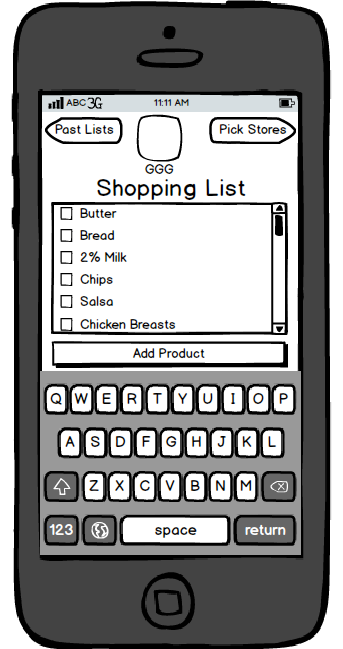 ABC 3G 11:11 AM
Past Lists Pick Stores
GGG
Shopping List
Butter
Bread
2% Milk
Chips
Salsa
Chicken Breasts
Add Product
Q W E R T Y U I O P
A S D F G H J K L
Z X C V B N M
123 space return